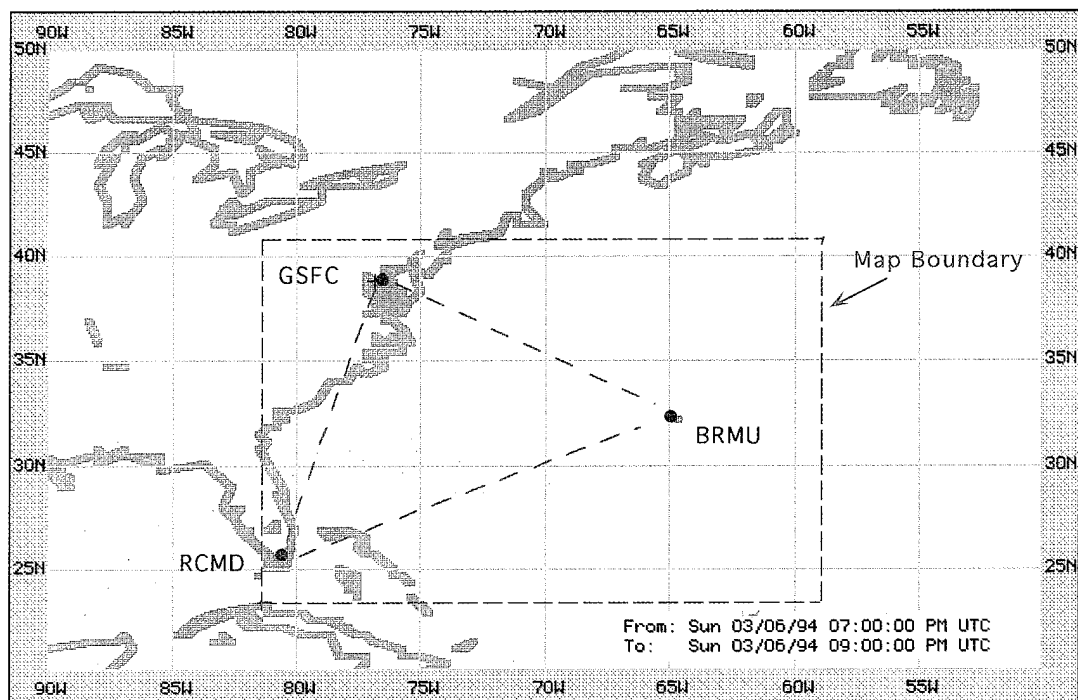 90W 85W 80W 75W 70W 65W 60W 55W
50N 50N
45N 45N
40N 40N
Map Boundary
GSFC
35N 35N
BRMU
30N 30N
RCMD
25N 25N
From: Sun 03/06/94 07:00:00 PM UTC
To: Sun 03/06/94 09:00:00 PM UTC
90W 85W 80W 75W 70W 65W 60W 55W